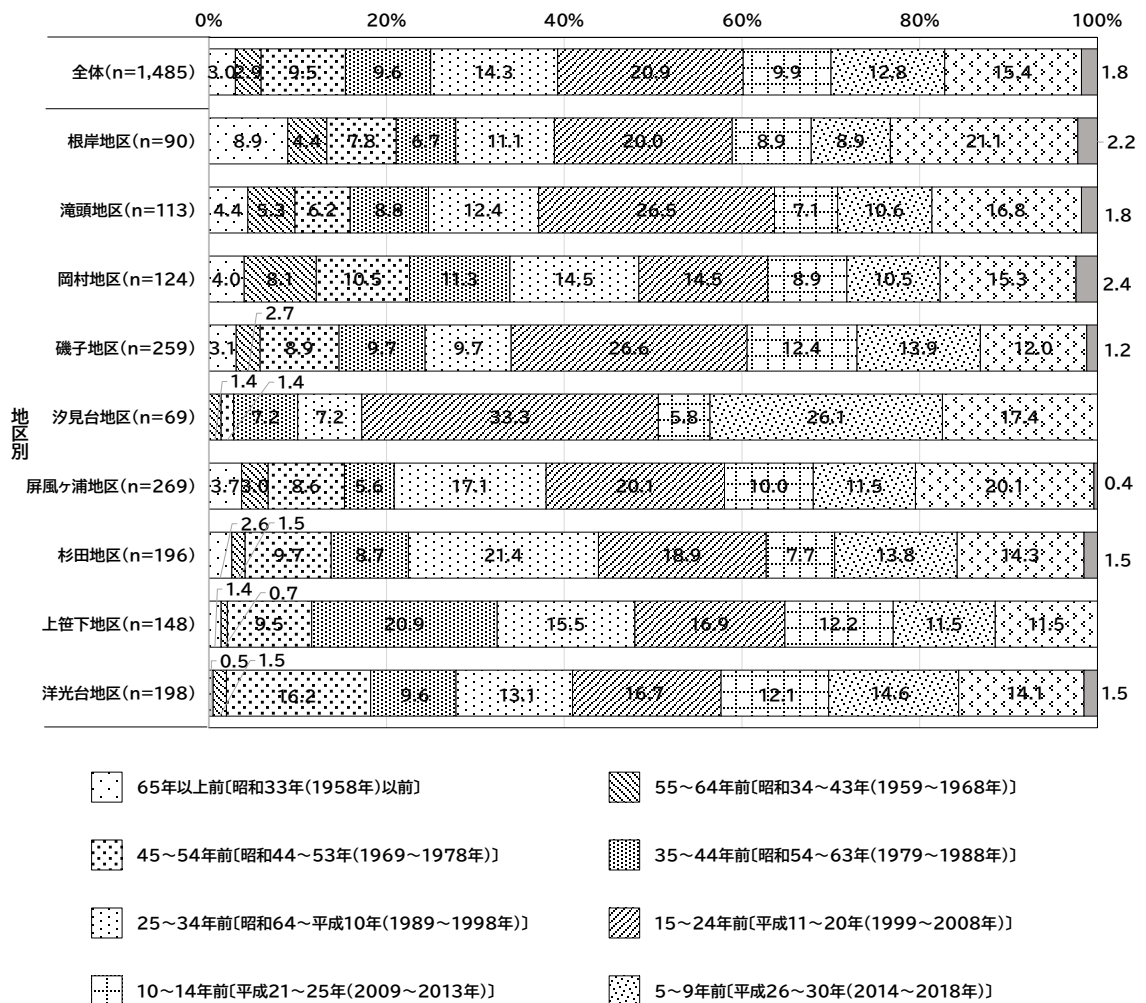 0% 20% 40% 60% 80% 100%
全体(n=1,485) 3.0 2.9 9.5 9.6 14.3 20.9 9.9 12.8 15.4 1.8
根岸地区(n=90) 8.9 4.4 7.8 6.7 11.1 20.0 8.9 8.9 21.1 2.2
滝頭地区(n=113) 4.4 5.3 6.2 8.8 12.4 26.5 7.1 10.6 16.8 1.8
岡村地区(n=124) 4.0 8.1 10.5 11.3 14.5 14.5 8.9 10.5 15.3 2.4
2.7
磯子地区(n=259) 3.1 8.9 9.7 9.7 26.6 12.4 13.9 12.0 1.2
1.4 1.4
汐見台地区(n=69) 7.2 7.2 33.3 5.8 26.1 17.4
地区別
屏風ヶ浦地区(n=269) 3.7 3.0 8.6 5.6 17.1 20.1 10.0 11.5 20.1 0.4
2.6 1.5
杉田地区(n=196) 9.7 8.7 21.4 18.9 7.7 13.8 14.3 1.5
1.4 0.7
上笹下地区(n=148) 9.5 20.9 15.5 16.9 12.2 11.5 11.5
0.5 1.5
洋光台地区(n=198) 16.2 9.6 13.1 16.7 12.1 14.6 14.1 1.5
65年以上前〔昭和33年(1958年)以前〕
55～64年前〔昭和34～43年(1959～1968年)〕
45～54年前〔昭和44～53年(1969～1978年)〕
35～44年前〔昭和54～63年(1979～1988年)〕
25～34年前〔昭和64～平成10年(1989～1998年)〕
15～24年前〔平成11～20年(1999～2008年)〕
10～14年前〔平成21～25年(2009～2013年)〕
5～9年前〔平成26～30年(2014～2018年)〕